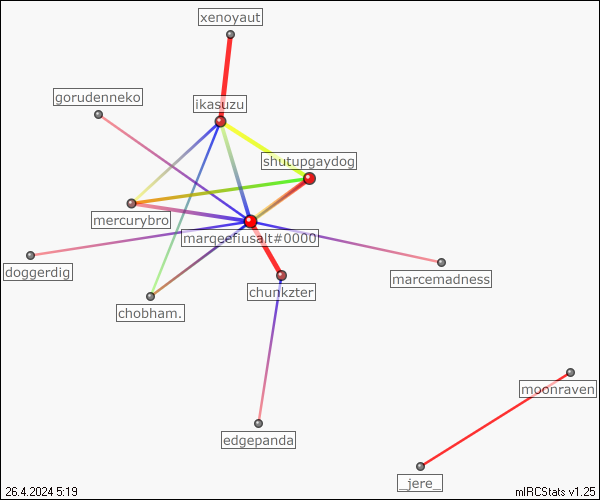 xenoyaut
gorudenneko
ikasuzu
shutupgaydog
mercurybro
marqeefiusalt#0000
doggerdig
marcemadness
chunkzter
chobham.
moonraven
edgepanda
_jere_
26.4.2024 5:19
mIRCStats v1.25